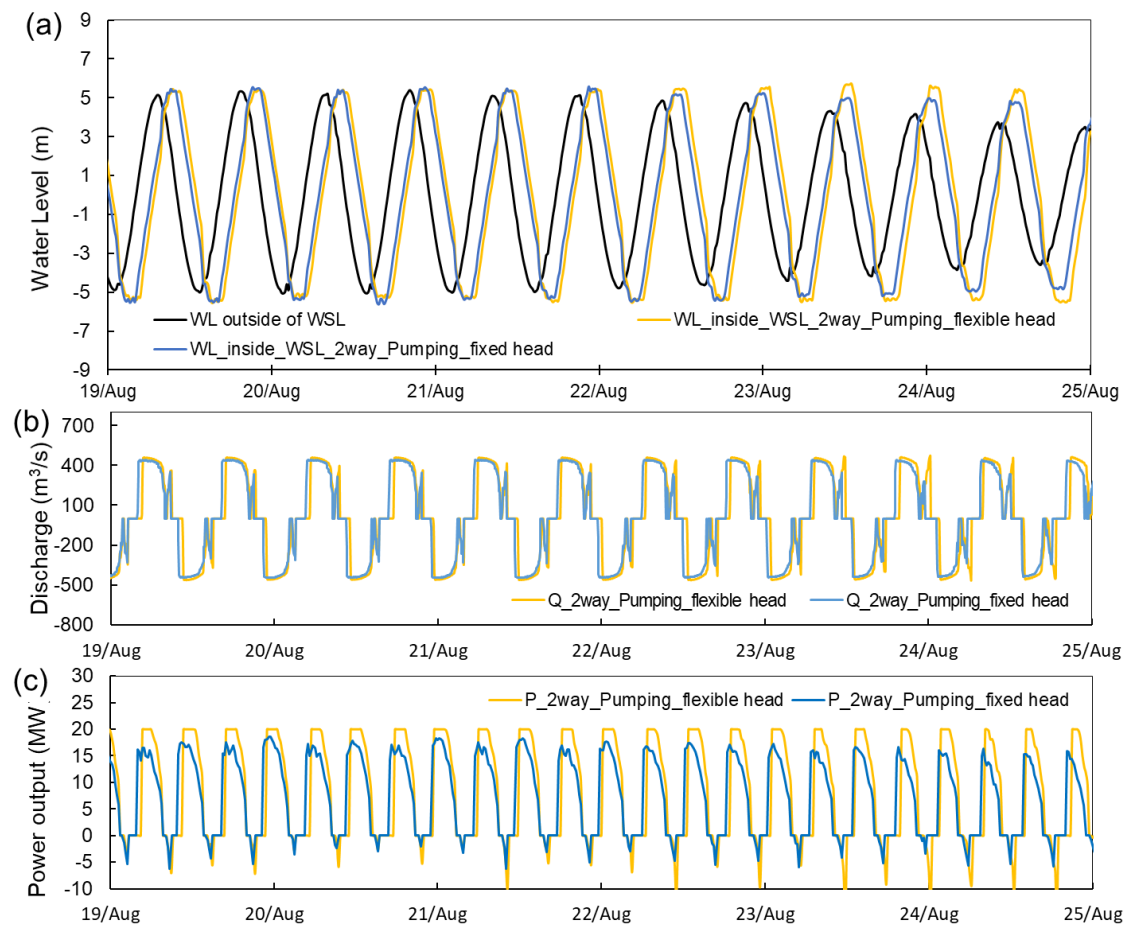 (a)
9
7
5
3
1
-1
-3
-5
-7
-9
Water Level (m)
WL outside of WSL
WL_inside_WSL_2way_Pumping_flexible head
WL_inside_WSL_2way_Pumping_fixed head
19/Aug 20/Aug 21/Aug 22/Aug 23/Aug 24/Aug 25/Aug
(b)
700
400
100
-200
-500
-800
Discharge (m³/s)
Q_2way_Pumping_flexible head
Q_2way_Pumping_fixed head
19/Aug 20/Aug 21/Aug 22/Aug 23/Aug 24/Aug 25/Aug
(c)
30
25
20
15
10
5
0
-5
-10
Power output (MW
P_2way_Pumping_flexible head
P_2way_Pumping_fixed head
19/Aug 20/Aug 21/Aug 22/Aug 23/Aug 24/Aug 25/Aug